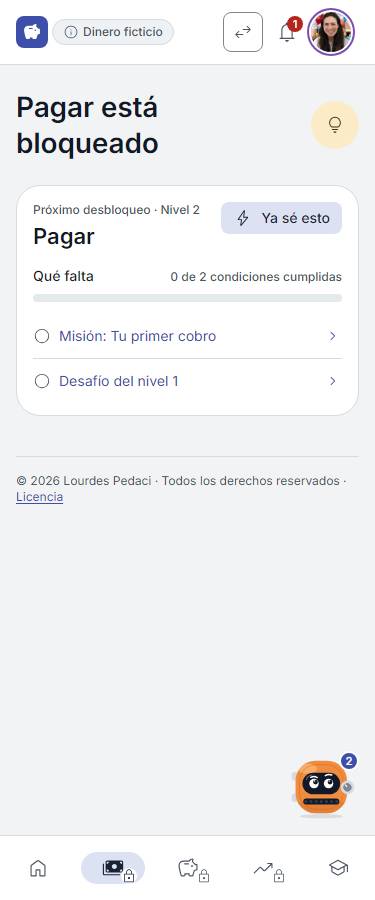 Dinero ficticio
1
Pagar está
bloqueado
Próximo desbloqueo · Nivel 2
Ya sé esto
Pagar
Qué falta
0 de 2 condiciones cumplidas
Misión: Tu primer cobro
Desafío del nivel 1
© 2026 Lourdes Pedaci · Todos los derechos reservados ·
Licencia
2